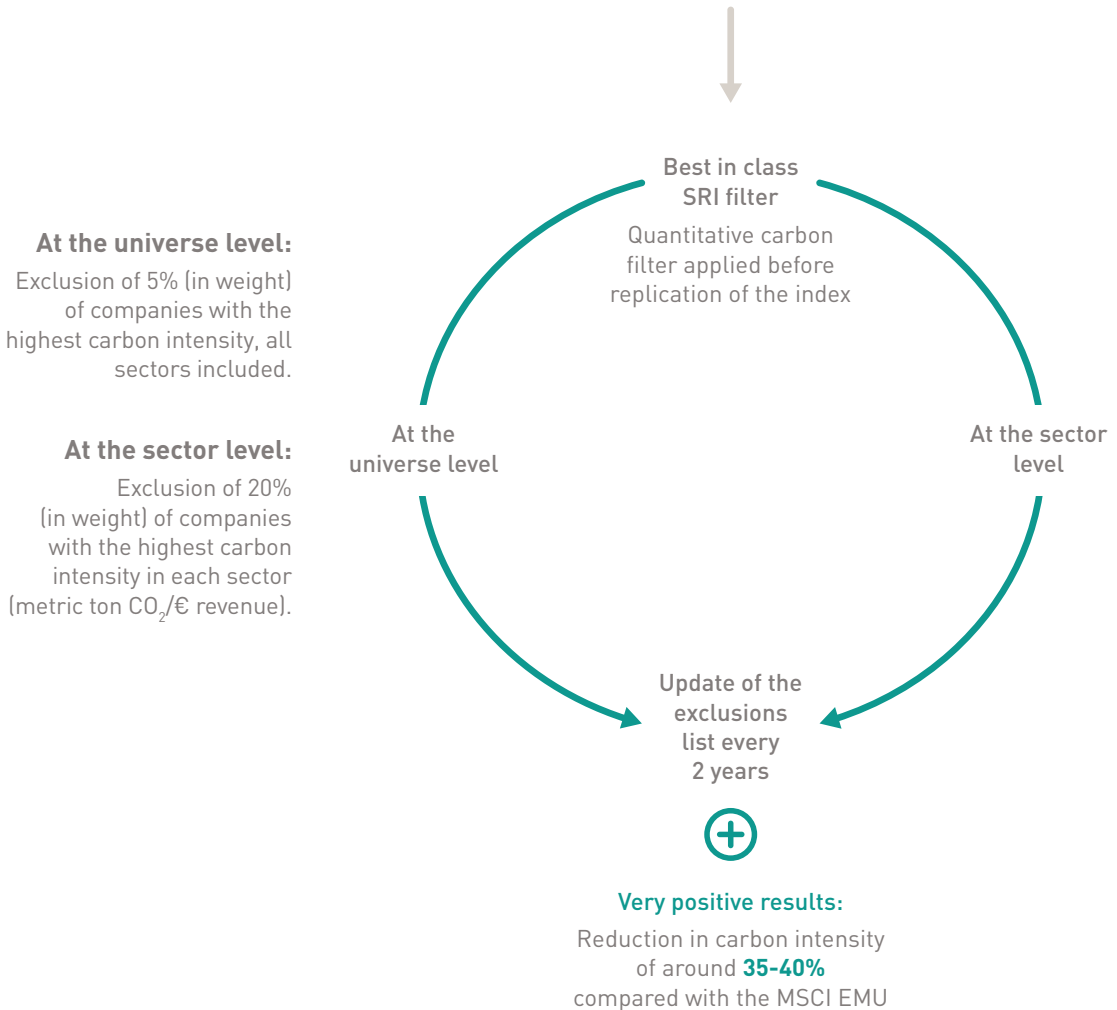 Best in class
SRI filter
Quantitative carbon
filter applied before
replication of the index
At the universe level:
Exclusion of 5% (in weight)
of companies with the
highest carbon intensity, all
sectors included.
At the sector level:
Exclusion of 20%
(in weight) of companies
with the highest carbon
intensity in each sector
(metric ton CO₂/€ revenue).
At the
universe level
At the sector
level
Update of the
exclusions
list every
2 years
Very positive results:
Reduction in carbon intensity
of around 35-40%
compared with the MSCI EMU